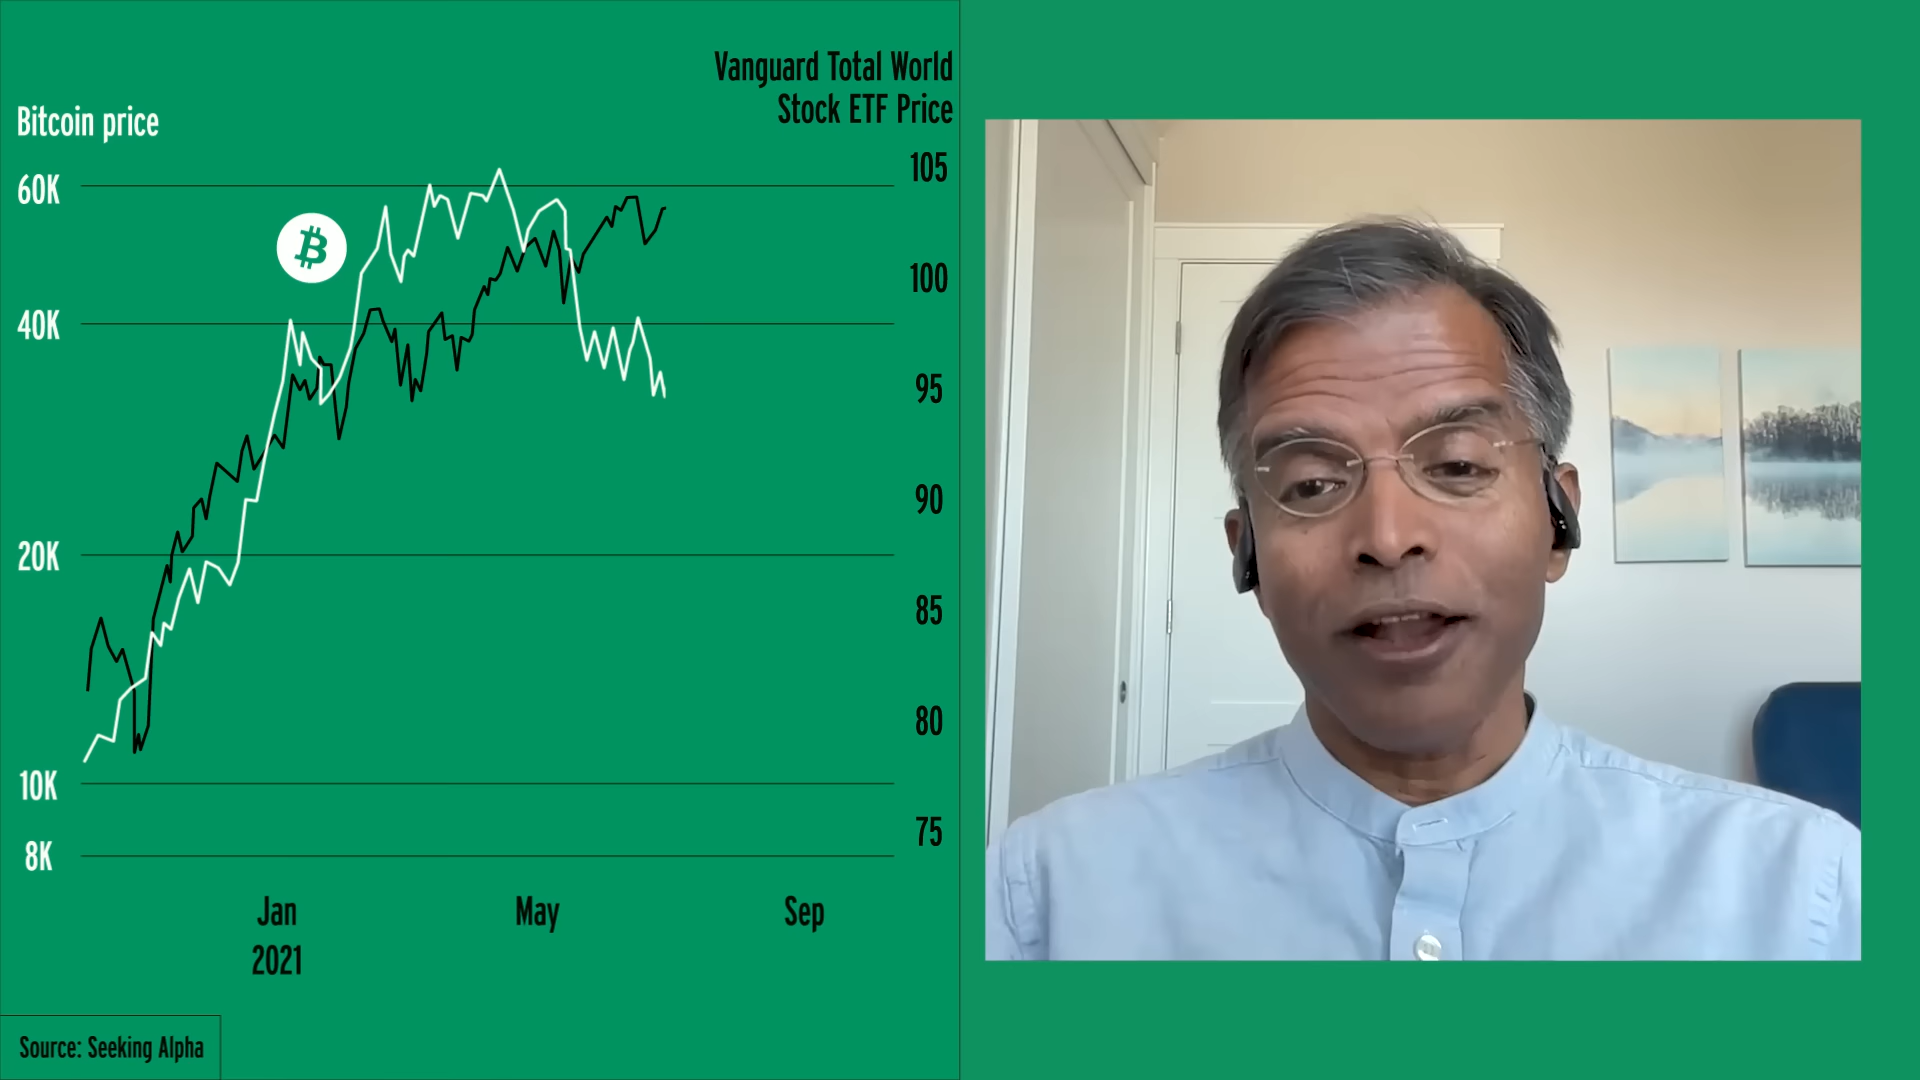 Vanguard Total World
Stock ETF Price
Bitcoin price
105
60K
100
40K
95
90
20K
85
80
10K
75
8K
Jan
May
Sep
2021
Source: Seeking Alpha